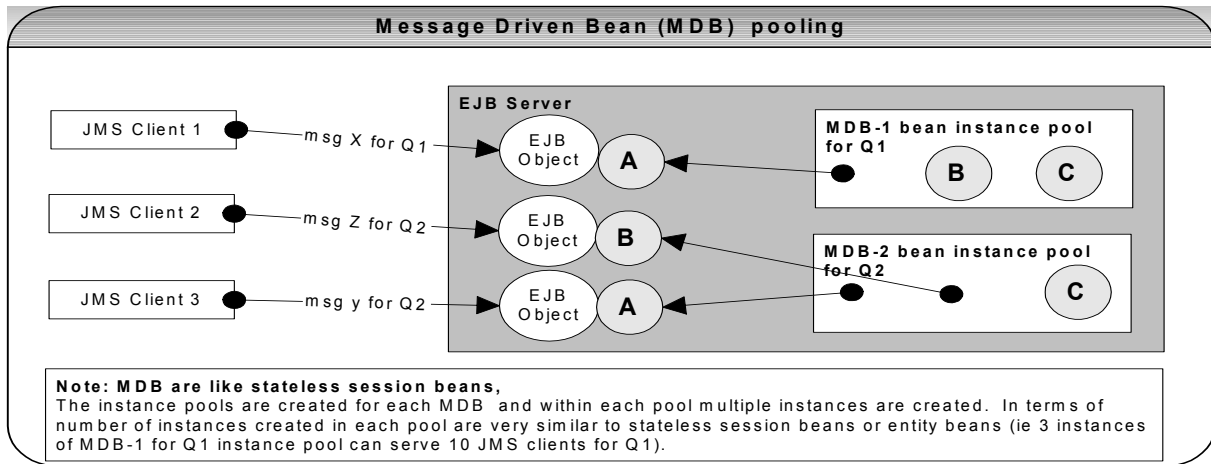 Message Driven Bean (MDB) pooling
EJB Server
JMS Client 1
msg X for Q1
EJB
Object
A
MDB-1 bean instance pool
for Q1
B
C
JMS Client 2
msg Z for Q2
EJB
Object
B
MDB-2 bean instance pool
for Q2
C
JMS Client 3
msg y for Q2
EJB
Object
A
Note: MDB are like stateless session beans,
The instance pools are created for each MDB and within each pool multiple instances are created. In terms of
number of instances created in each pool are very similar to stateless session beans or entity beans (ie 3 instances
of MDB-1 for Q1 instance pool can serve 10 JMS clients for Q1).